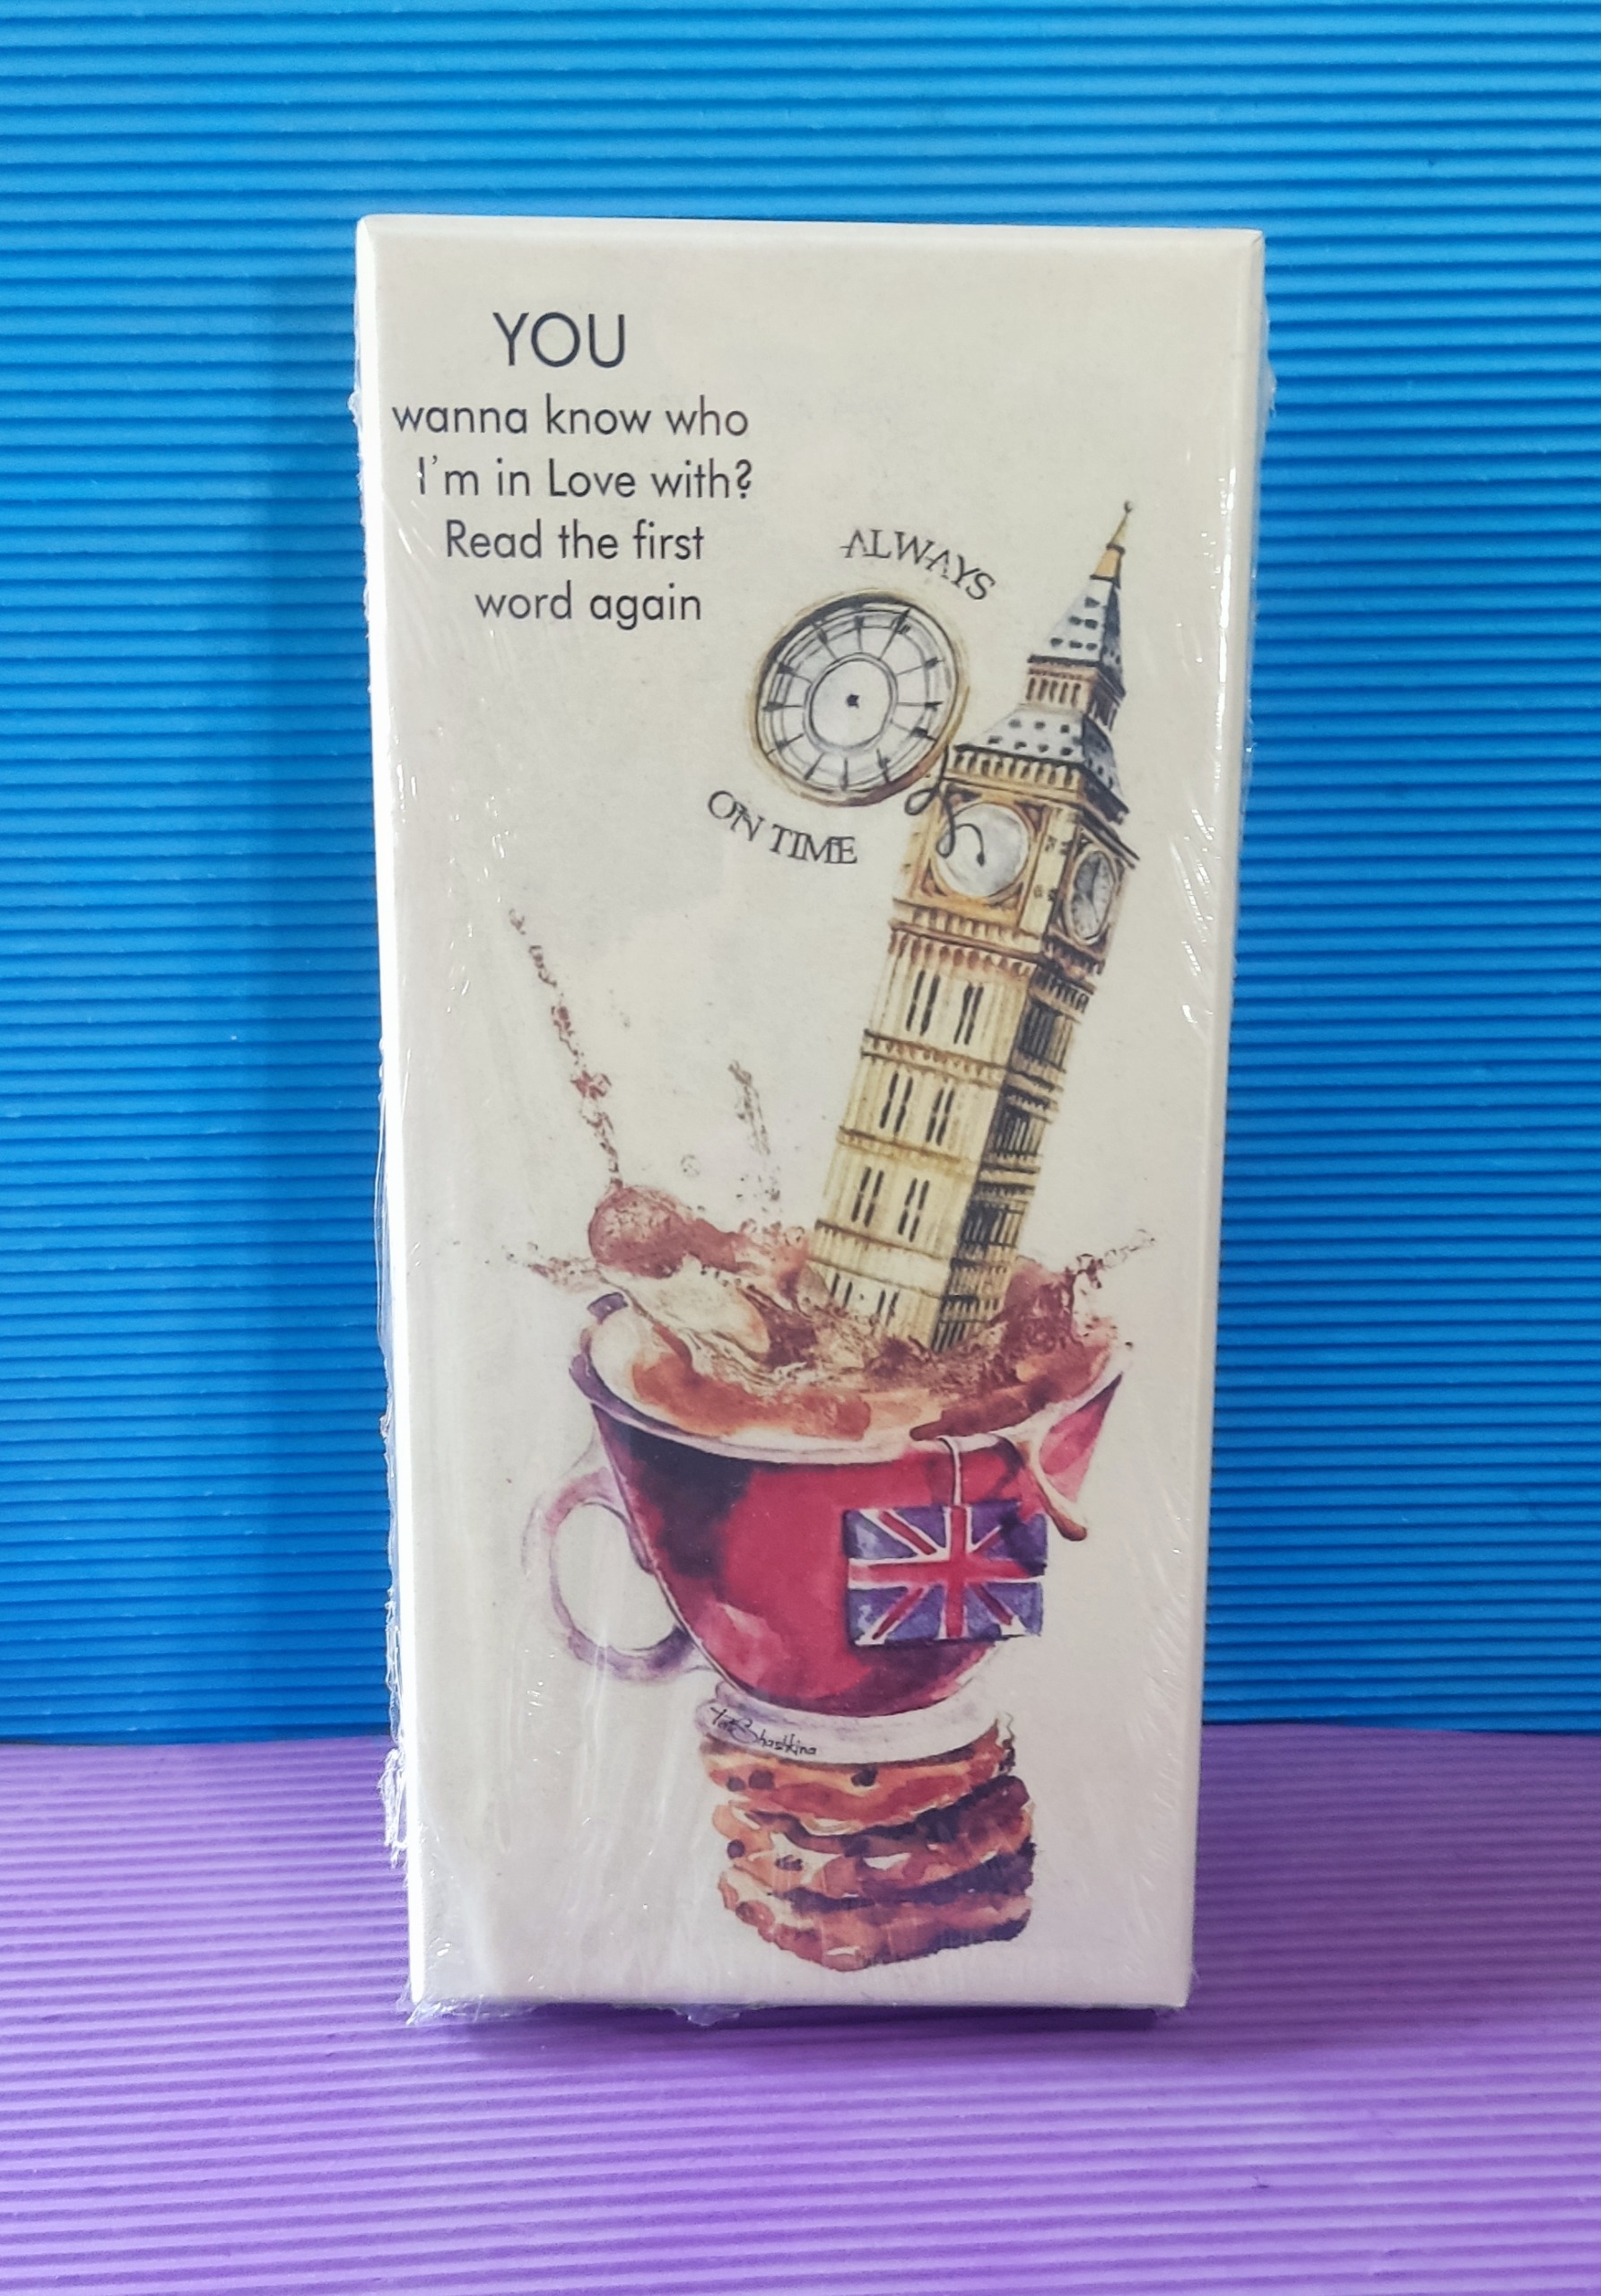 YOU
wanna know who
I'm in Love with?
Read the first
word again
ALWAYS
ON TIME